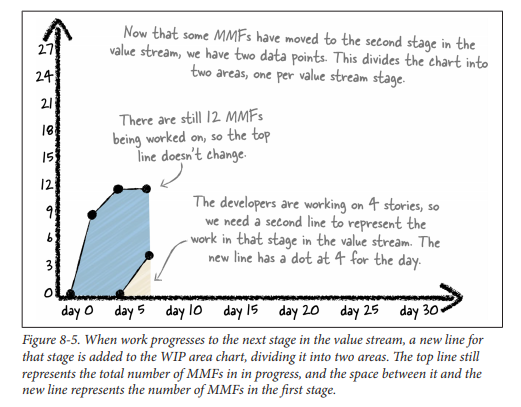 Now that some MMFs have moved to the second stage in the
value stream, we have two data points. This divides the chart into
two areas, one per value stream stage.
27
24
21
18
15
12
9
6
3
0
There are still 12 MMFs
being worked on, so the top
line doesn't change.
The developers are working on 4 stories, so
we need a second line to represent the
work in that stage in the value stream. The
new line has a dot at 4 for the day.
day 0 day 5 day 10 day 15 day 20 day 25 day 30
Figure 8-5. When work progresses to the next stage in the value stream, a new line for
that stage is added to the WIP area chart, dividing it into two areas. The top line still
represents the total number of MMFs in in progress, and the space between it and the
new line represents the number of MMFs in the first stage.